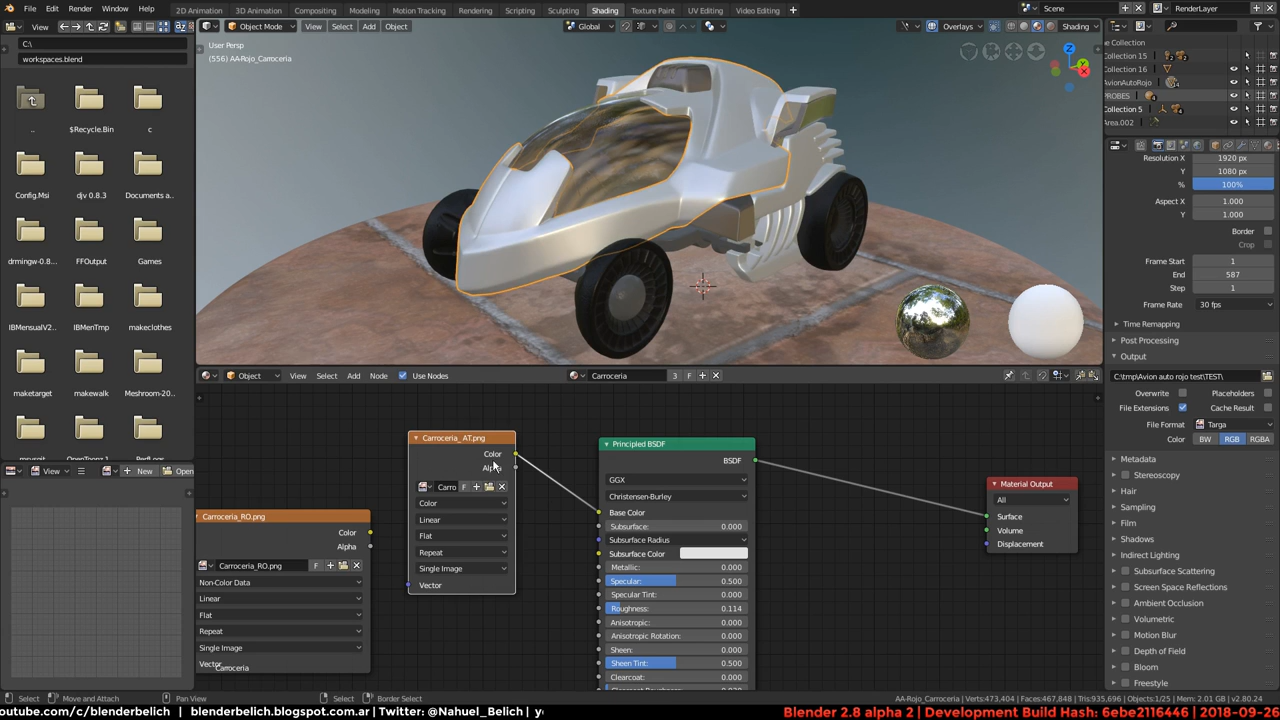 File Edit Render Window Help 2D Animation 3D Animation Compositing Modeling Motion Tracking Rendering Scripting Sculpting Shading Texture Paint UV Editing Video Editing Scene RenderLayer
Object Mode View Select Add Object Global Overlays Shading
C:\
workspaces.blend
..
$Recycle.Bin
c
Config.Msi
djv 0.8.3
Documents a..
drmingw-0.8...
FFOutput
Games
IBMensualV2...
IBMenTmp
makeclothes
maketarget
makewalk
Meshroom-20...
msysgit
OpenToonz 1
PedLogs
New Open
User Persp
(556) AA-Rojo_Carroceria
Object View Select Add Node Use Nodes Carroceria 3 F
Carroceria_RO.png
Color
Alpha
Carroceria_RO.png F
Non-Color Data
Linear
Flat
Repeat
Single Image
Vector
Carroceria
Carroceria_AT.png
Color
Alpha
Carro F
Color
Linear
Flat
Repeat
Single Image
Vector
Principled BSDF
BSDF
GGX
Christensen-Burley
Base Color
Subsurface: 0.000
Subsurface Radius
Subsurface Color
Metallic: 0.000
Specular: 0.500
Specular Tint: 0.000
Roughness: 0.114
Anisotropic: 0.000
Anisotropic Rotation: 0.000
Sheen: 0.000
Sheen Tint: 0.500
Clearcoat: 0.000
Material Output
All
Surface
Volume
Displacement
ne Collection
Collection 15
Collection 16
AvionAutoRojo
PROBES
Collection 5
Area.002
Resolution X 1920 px
Y 1080 px
% 100%
Aspect X 1.000
Y 1.000
Border
Crop
Frame Start 1
End 587
Step 1
Frame Rate 30 fps
Time Remapping
Post Processing
Output
C:\tmp\Avion auto rojo test\TEST\
Overwrite Placeholders
File Extensions Cache Result
File Format Targa
Color BW RGB RGBA
Metadata
Stereoscopy
Hair
Sampling
Film
Shadows
Indirect Lighting
Subsurface Scattering
Screen Space Reflections
Ambient Occlusion
Volumetric
Motion Blur
Depth of Field
Bloom
Freestyle
Select Move and Attach Pan View Select Border Select AA-Rojo_Carroceria | Verts:473,404 | Faces:467,848 | Tris:935,696 | Objects:1/25 | Mem: 2.01 GB | v2.80.24
outube.com/c/blenderbelich | blenderbelich.blogspot.com.ar | Twitter: @Nahuel_Belich | y Blender 2.8 alpha 2 | Development Build Hash: 6ebe2116446 | 2018-09-26